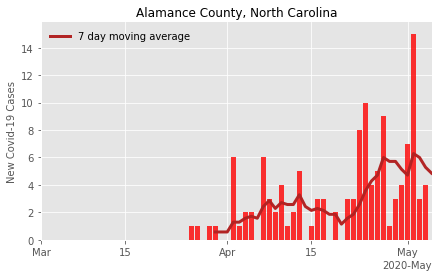 Alamance County, North Carolina
7 day moving average
New Covid-19 Cases
14
12
10
8
6
4
2
0
Mar 15 Apr 15 May
2020-May